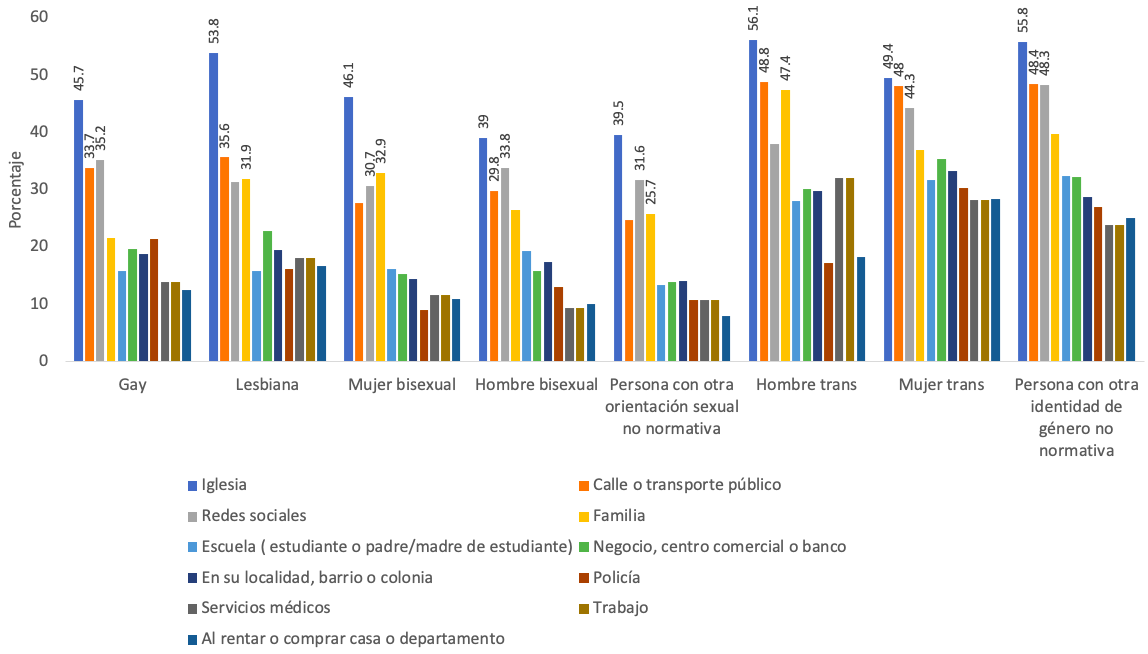 Porcentaje
60
50
40
30
20
10
0
45.7
33.7
35.2
53.8
35.6
31.9
46.1
30.7
32.9
39
29.8
33.8
39.5
31.6
25.7
56.1
48.8
47.4
49.4
48
44.3
55.8
48.4
48.3
Gay
Lesbiana
Mujer bisexual
Hombre bisexual
Persona con otra
orientación sexual
no normativa
Hombre trans
Mujer trans
Persona con otra
identidad de
género no
normativa
Iglesia
Calle o transporte público
Redes sociales
Familia
Escuela ( estudiante o padre/madre de estudiante)
Negocio, centro comercial o banco
En su localidad, barrio o colonia
Policía
Servicios médicos
Trabajo
Al rentar o comprar casa o departamento